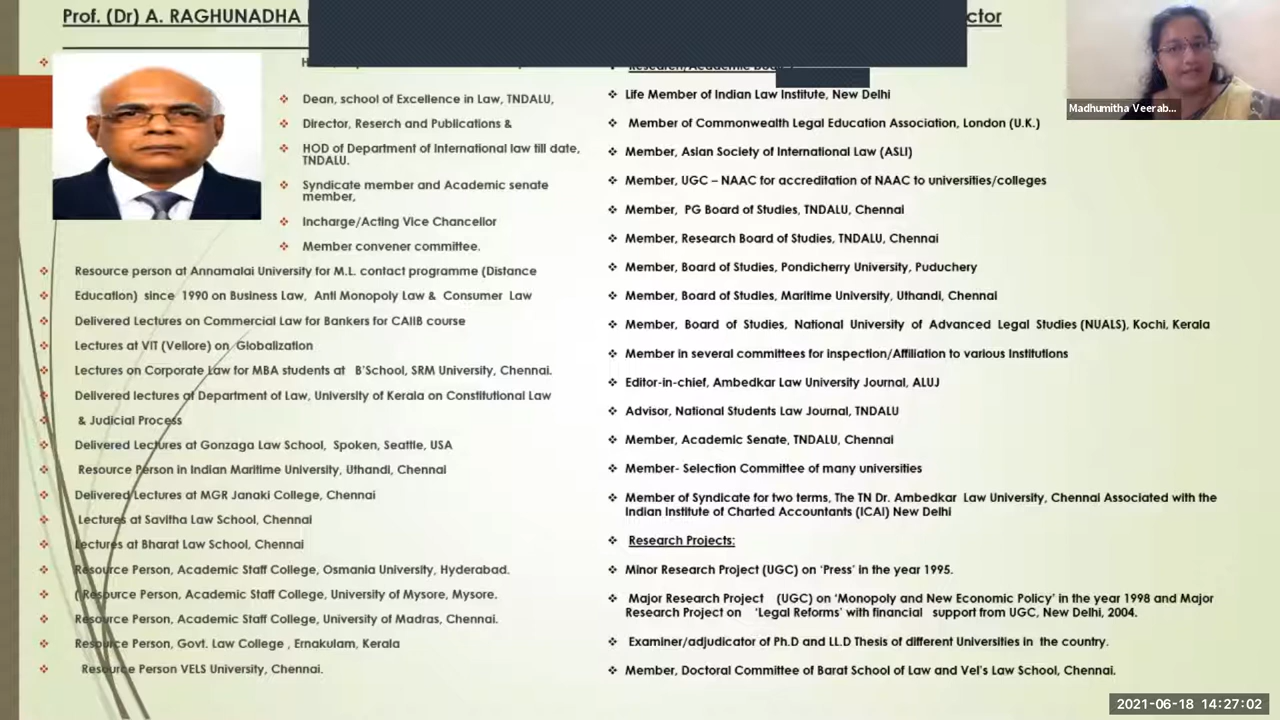 Prof. (Dr) A. RAGHUNADHA
ctor
Dean, school of Excellence in Law, TNDALU,
Director, Reserch and Publications &
HOD of Department of International law till date,
TNDALU.
Syndicate member and Academic senate
member,
Incharge/Acting Vice Chancellor
Member convener committee.
Resource person at Annamalai University for M.L. contact programme (Distance
Education) since 1990 on Business Law, Anti Monopoly Law & Consumer Law
Delivered Lectures on Commercial Law for Bankers for CAIIB course
Lectures at VIT (Vellore) on Globalization
Lectures on Corporate Law for MBA students at B'School, SRM University, Chennai.
Delivered lectures at Department of Law, University of Kerala on Constitutional Law
& Judicial Process
Delivered Lectures at Gonzaga Law School, Spoken, Seattle, USA
Resource Person in Indian Maritime University, Uthandi, Chennai
Delivered Lectures at MGR Janaki College, Chennai
Lectures at Savitha Law School, Chennai
Lectures at Bharat Law School, Chennai
Resource Person, Academic Staff College, Osmania University, Hyderabad.
( Resource Person, Academic Staff College, University of Mysore, Mysore.
Resource Person, Academic Staff College, University of Madras, Chennai.
Resource Person, Govt. Law College , Ernakulam, Kerala
Resource Person VELS University, Chennai.
Research/Academic
Life Member of Indian Law Institute, New Delhi
Member of Commonwealth Legal Education Association, London (U.K.)
Member, Asian Society of International Law (ASLI)
Member, UGC – NAAC for accreditation of NAAC to universities/colleges
Member, PG Board of Studies, TNDALU, Chennai
Member, Research Board of Studies, TNDALU, Chennai
Member, Board of Studies, Pondicherry University, Puduchery
Member, Board of Studies, Maritime University, Uthandi, Chennai
Member, Board of Studies, National University of Advanced Legal Studies (NUALS), Kochi, Kerala
Member in several committees for inspection/Affiliation to various Institutions
Editor-in-chief, Ambedkar Law University Journal, ALUJ
Advisor, National Students Law Journal, TNDALU
Member, Academic Senate, TNDALU, Chennai
Member- Selection Committee of many universities
Member of Syndicate for two terms, The TN Dr. Ambedkar Law University, Chennai Associated with the
Indian Institute of Charted Accountants (ICAI) New Delhi
Research Projects:
Minor Research Project (UGC) on 'Press' in the year 1995.
Major Research Project (UGC) on 'Monopoly and New Economic Policy' in the year 1998 and Major
Research Project on 'Legal Reforms' with financial support from UGC, New Delhi, 2004.
Examiner/adjudicator of Ph.D and LL.D Thesis of different Universities in the country.
Member, Doctoral Committee of Barat School of Law and Vel's Law School, Chennai.
Madhumitha Veerab...
2021-06-18 14:27:02